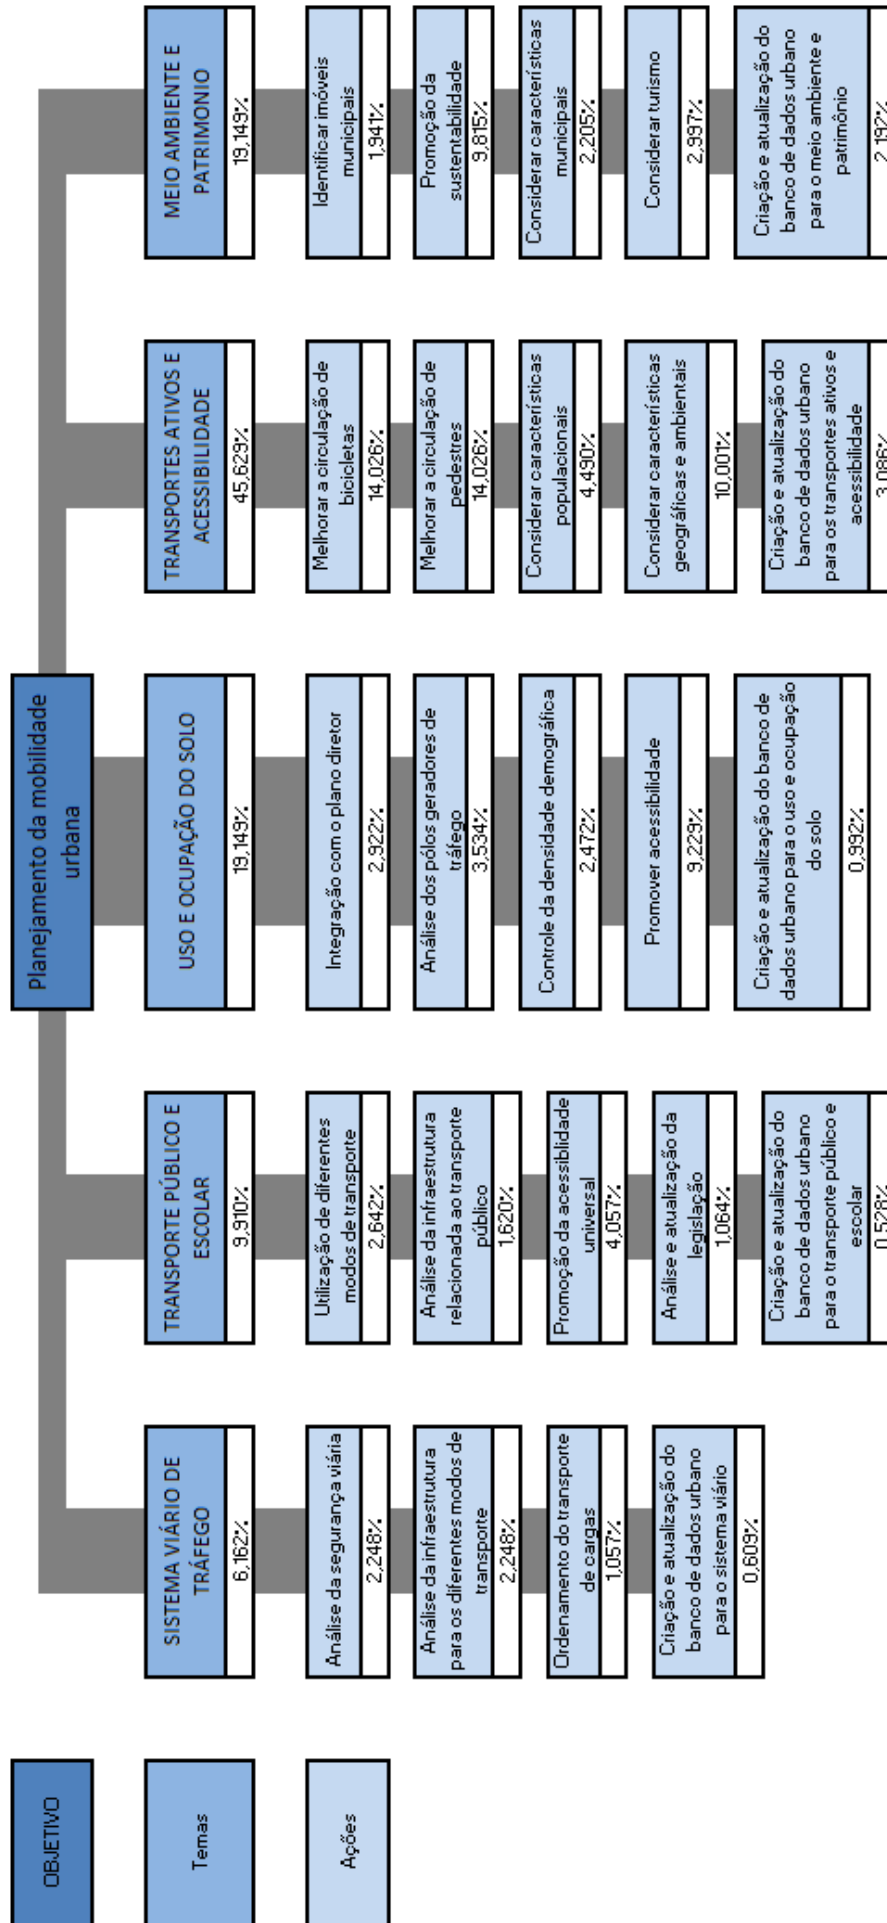 OBJETIVO
Temas
Ações
Planejamento da mobilidade
urbana
SISTEMA VIÁRIO DE
TRÁFEGO
6,162%
Análise da segurança viária
2,248%
Análise da infraestrutura
para os diferentes modos de
transporte
2,248%
Ordenamento do transporte
de cargas
1,057%
Criação e atualização do
banco de dados urbano
para o sistema viário
0,609%
TRANSPORTE PÚBLICO E
ESCOLAR
9,910%
Utilização de diferentes
modos de transporte
2,642%
Análise da infraestrutura
relacionada ao transporte
público
1,620%
Promoção da acessiblidade
universal
4,057%
Análise e atualização da
legislação
1,064%
Criação e atualização do
banco de dados urbano
para o transporte público e
escolar
0,528%
USO E OCUPAÇÃO DO SOLO
19,149%
Integração com o plano diretor
2,922%
Análise dos pólos geradores de
tráfego
3,534%
Controle da densidade demográfica
2,472%
Promover acessibilidade
9,229%
Criação e atualização do banco de
dados urbano para o uso e ocupação
do solo
0,992%
TRANSPORTES ATIVOS E
ACESSIBILIDADE
45,629%
Melhorar a circulação de
bicicletas
14,026%
Melhorar a circulação de
pedestres
14,026%
Considerar características
populacionais
4,490%
Considerar características
geográficas e ambientais
10,001%
Criação e atualização do
banco de dados urbano
para os transportes ativos e
acessibilidade
3,086%
MEIO AMBIENTE E
PATRIMONIO
19,149%
Identificar imóveis
municipais
1,941%
Promoção da
sustentabilidade
9,815%
Considerar características
municipais
2,205%
Considerar turismo
2,997%
Criação e atualização do
banco de dados urbano
para o meio ambiente e
patrimônio
2,192%